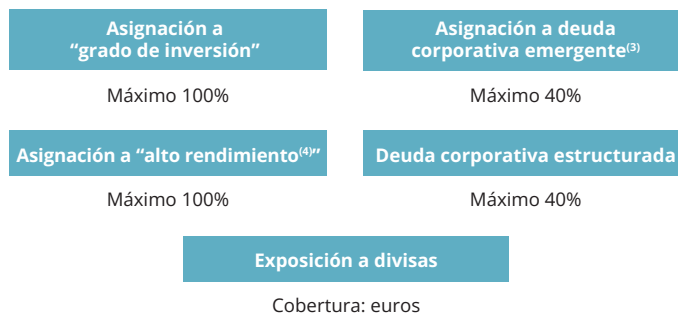 Asignación a
“grado de inversión”
Máximo 100%
Asignación a deuda
corporativa emergente(3)
Máximo 40%
Asignación a “alto rendimiento(4)”
Máximo 100%
Deuda corporativa estructurada
Máximo 40%
Exposición a divisas
Cobertura: euros